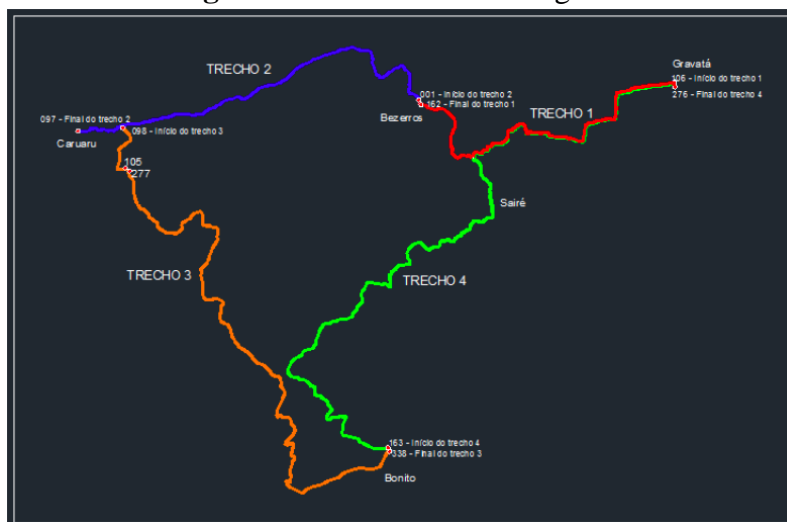 Gravatá
106 - Início do trecho 1
276 - Final do trecho 4
TRECHO 2
001 - Início do trecho 2
162 - Final do trecho 1
TRECHO 1
Bezerros
097 - Final do trecho 2
098 - Início do trecho 3
Caruaru
105
277
Sairé
TRECHO 3
TRECHO 4
163 - Início do trecho 4
338 - Final do trecho 3
Bonito